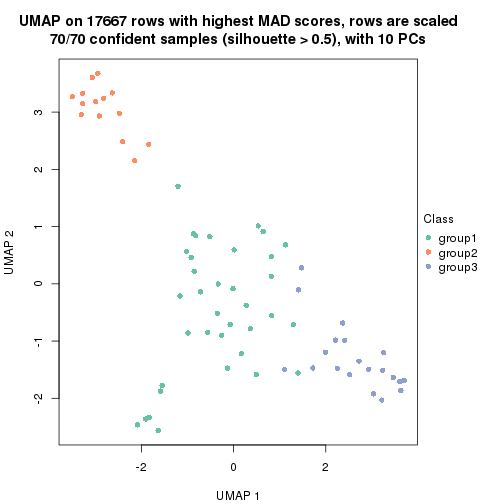 UMAP on 17667 rows with highest MAD scores, rows are scaled
70/70 confident samples (silhouette > 0.5), with 10 PCs
3
2
1
0
-1
-2
UMAP 2
-2
0
2
UMAP 1
Class
group1
group2
group3